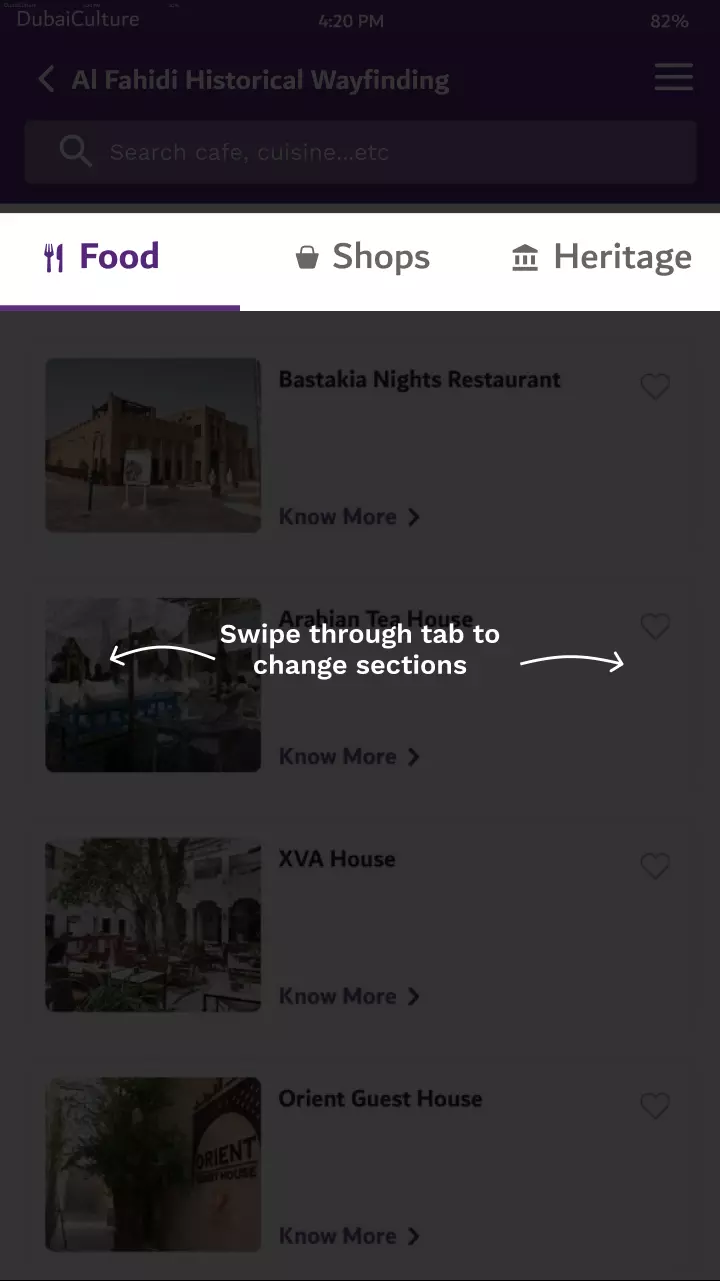 DubaiCulture 4:20 PM 82%
Al Fahidi Historical Wayfinding
Search cafe, cuisine...etc
Food Shops Heritage
Bastakia Nights Restaurant
Know More
Arabian Tea House
Swipe through tab to
change sections
Know More
XVA House
Know More
Orient Guest House
ORIENT
GUEST HOUSE
Know More